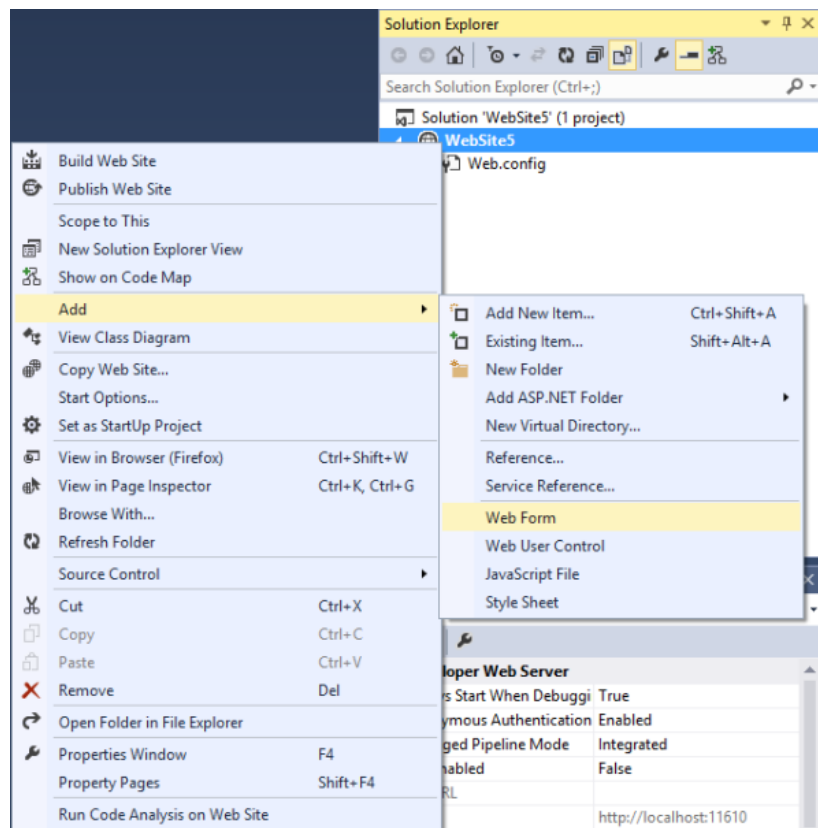 Solution Explorer
Search Solution Explorer (Ctrl+;)
Solution 'WebSite5' (1 project)
WebSite5
Web.config
Build Web Site
Publish Web Site
Scope to This
New Solution Explorer View
Show on Code Map
Add
View Class Diagram
Copy Web Site...
Start Options...
Set as StartUp Project
View in Browser (Firefox) Ctrl+Shift+W
View in Page Inspector Ctrl+K, Ctrl+G
Browse With...
Refresh Folder
Source Control
Cut Ctrl+X
Copy Ctrl+C
Paste Ctrl+V
Remove Del
Open Folder in File Explorer
Properties Window F4
Property Pages Shift+F4
Run Code Analysis on Web Site
Add New Item... Ctrl+Shift+A
Existing Item... Shift+Alt+A
New Folder
Add ASP.NET Folder
New Virtual Directory...
Reference...
Service Reference...
Web Form
Web User Control
JavaScript File
Style Sheet
loper Web Server
s Start When Debuggi True
ymous Authentication Enabled
ged Pipeline Mode Integrated
nabled False
RL
http://localhost:11610